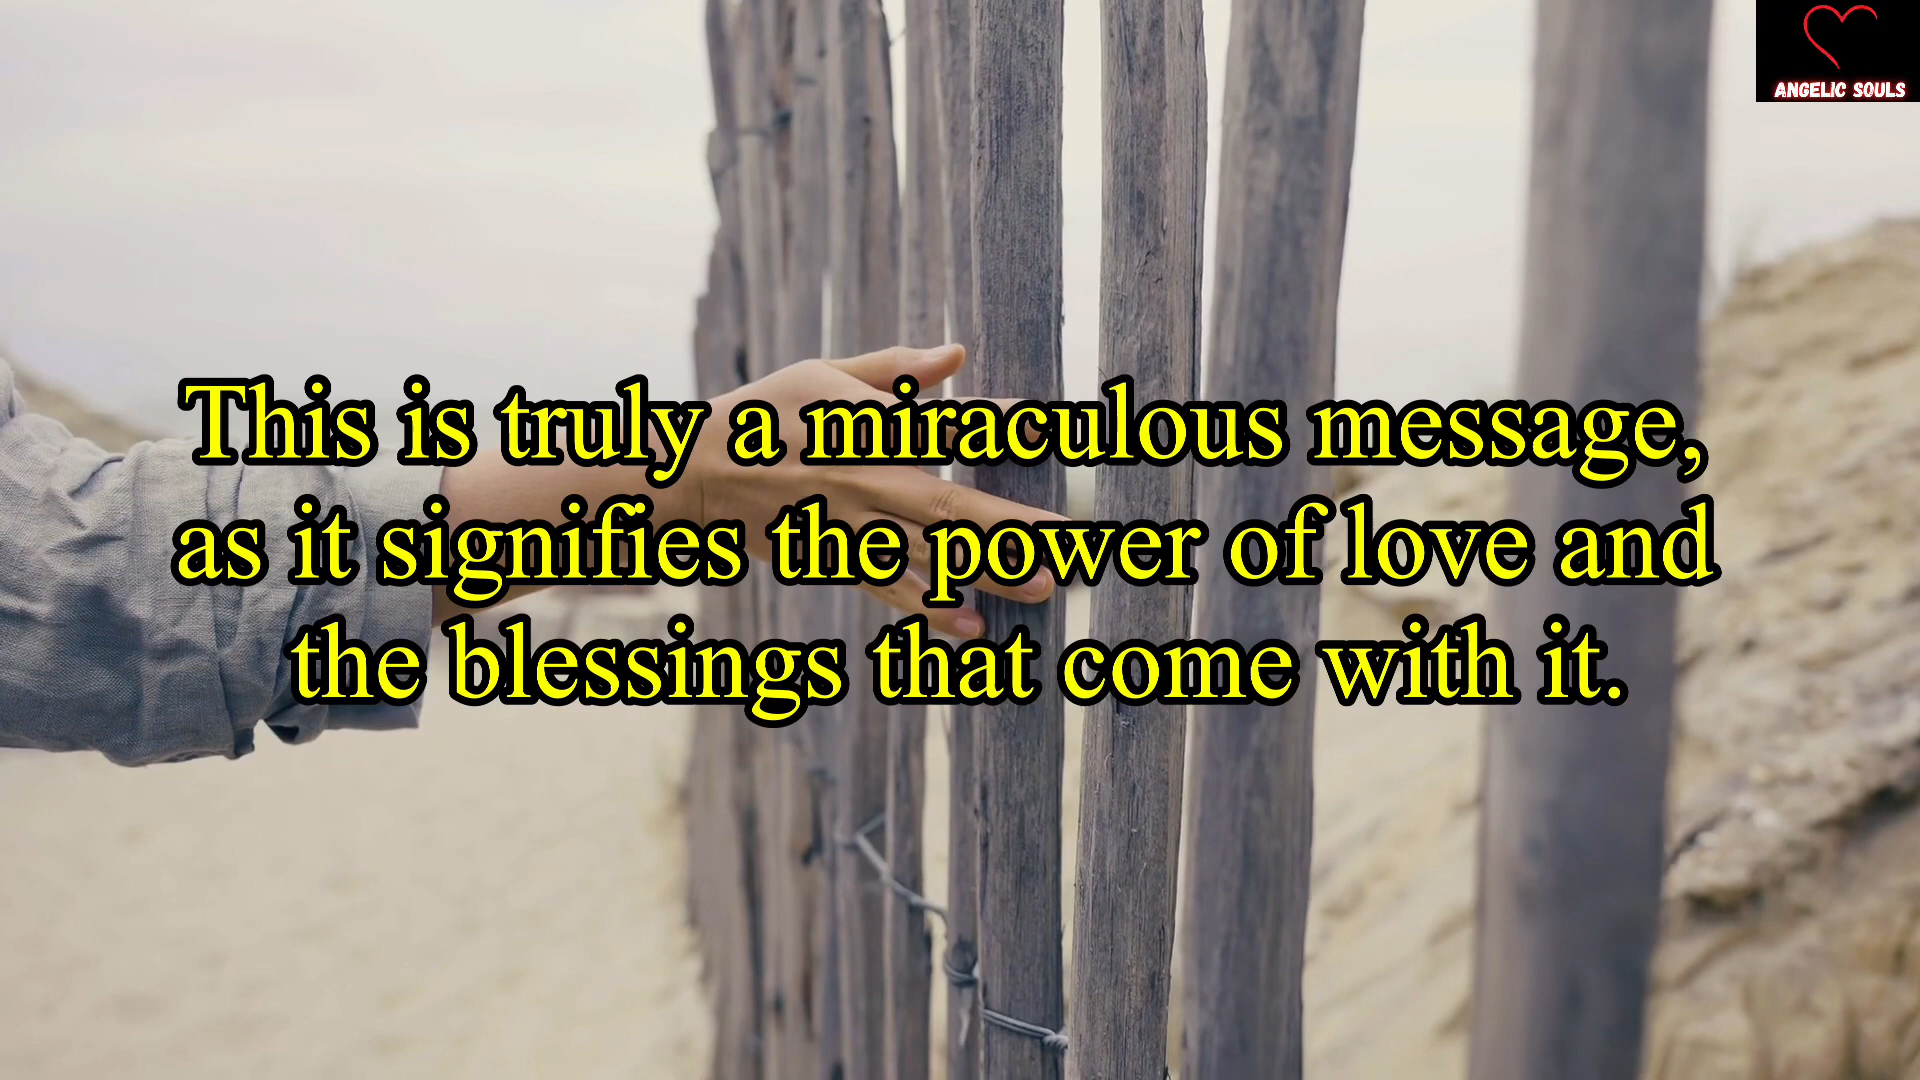 ANGELIC SOULS
This is truly a miraculous message,
as it signifies the power of love and
the blessings that come with it.